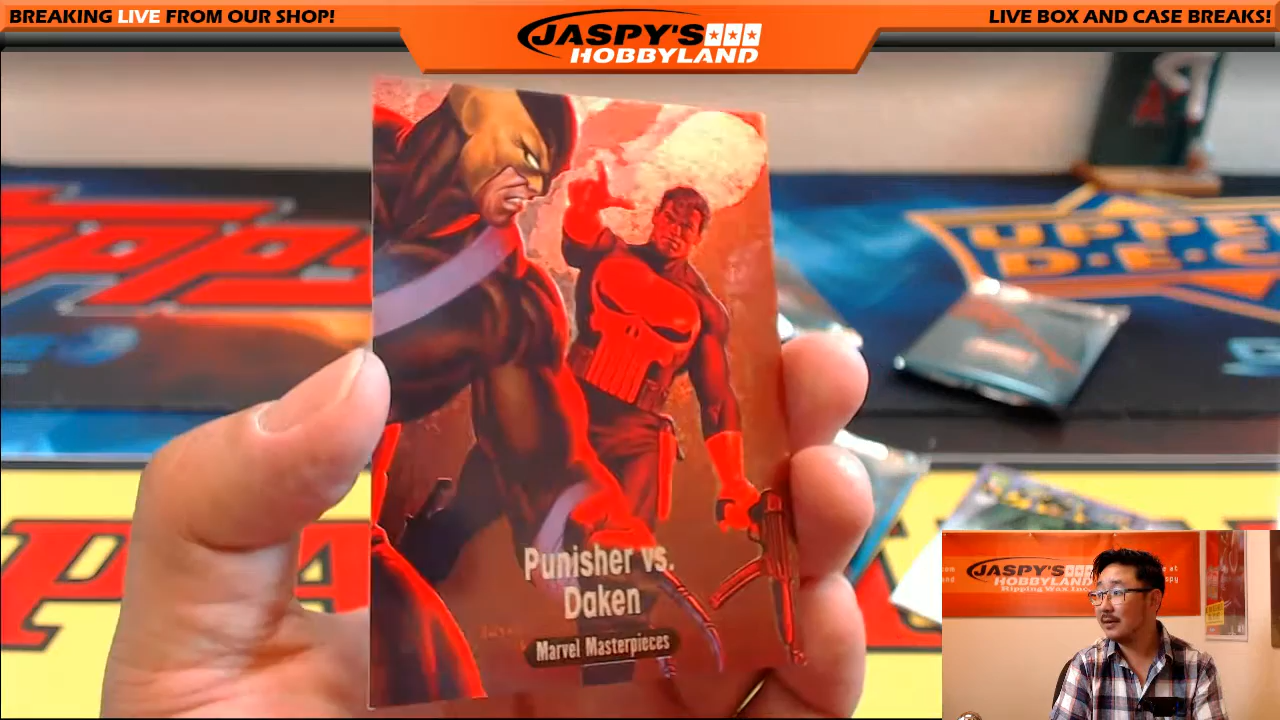 BREAKING LIVE FROM OUR SHOP!
JASPY'S
HOBBYLAND
LIVE BOX AND CASE BREAKS!
UPPE
D.E.C
Punisher vs.
Daken
Marvel Masterpieces
JASPY'S
HOBBYLAND
Ripping Wax Inc.